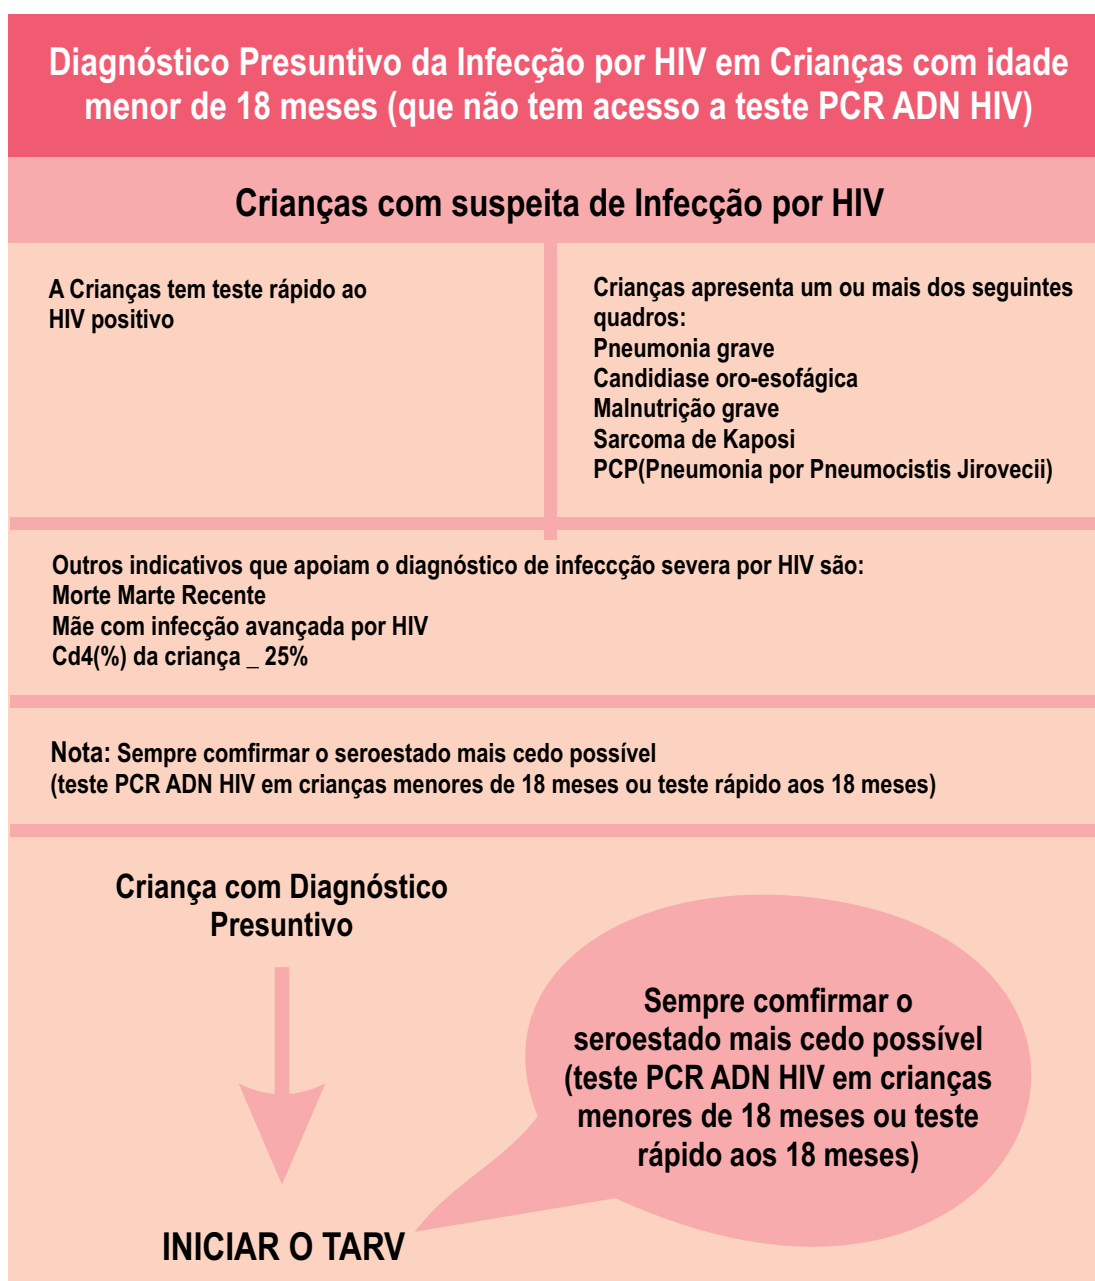 Diagnóstico Presuntivo da Infecção por HIV em Crianças com idade
menor de 18 meses (que não tem acesso a teste PCR ADN HIV)
Crianças com suspeita de Infecção por HIV
A Crianças tem teste rápido ao
HIV positivo
Crianças apresenta um ou mais dos seguintes
quadros:
Pneumonia grave
Candidiase oro-esofágica
Malnutrição grave
Sarcoma de Kaposi
PCP(Pneumonia por Pneumocistis Jirovecii)
Outros indicativos que apoiam o diagnóstico de infeccção severa por HIV são:
Morte Marte Recente
Mãe com infecção avançada por HIV
Cd4(%) da criança _ 25%
Nota: Sempre comfirmar o seroestado mais cedo possível
(teste PCR ADN HIV em crianças menores de 18 meses ou teste rápido aos 18 meses)
Criança com Diagnóstico
Presuntivo
Sempre comfirmar o
seroestado mais cedo possível
(teste PCR ADN HIV em crianças
menores de 18 meses ou teste
rápido aos 18 meses)
INICIAR O TARV